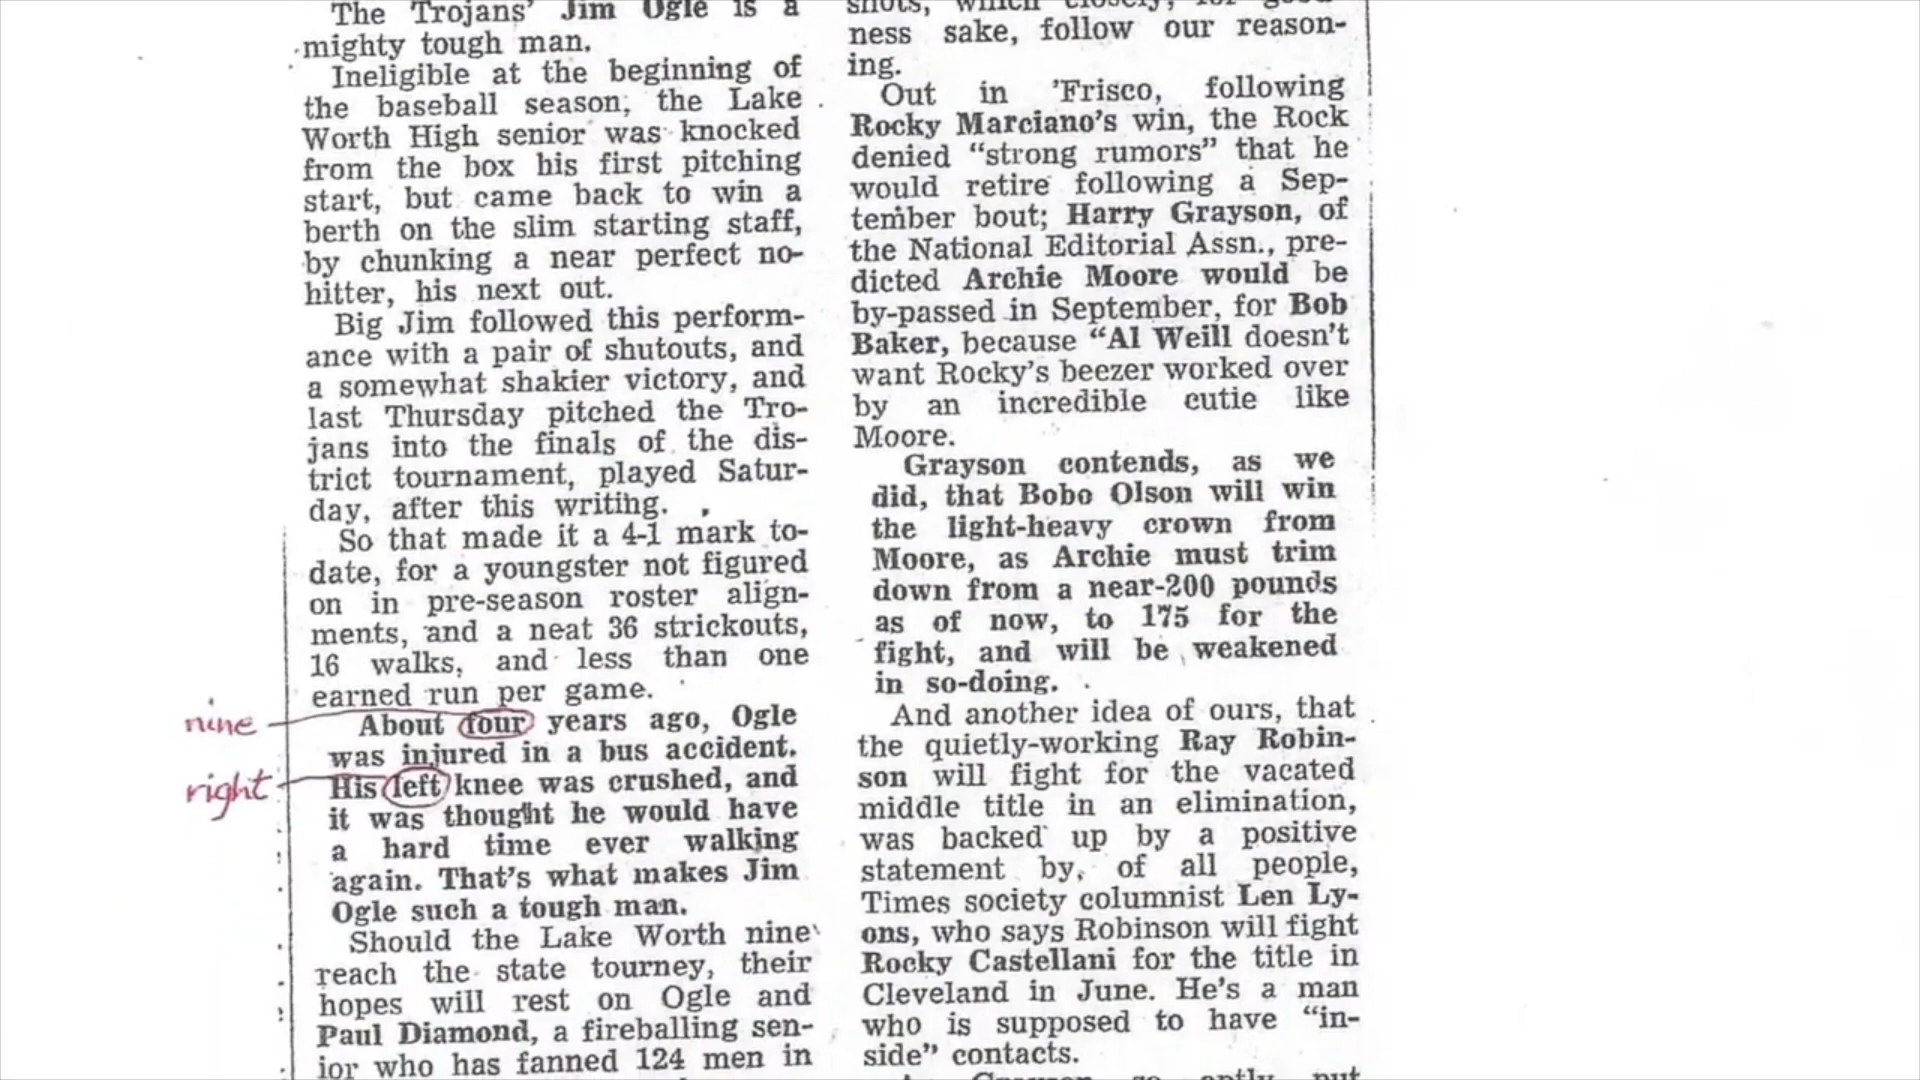 The Trojans' Jim Ogle is a
mighty tough man.
Ineligible at the beginning of
the baseball season, the Lake
Worth High senior was knocked
from the box his first pitching
start, but came back to win a
berth on the slim starting staff,
by chunking a near perfect no-
hitter, his next out.
Big Jim followed this perform-
ance with a pair of shutouts, and
a somewhat shakier victory, and
last Thursday pitched the Tro-
jans into the finals of the dis-
trict tournament, played Satur-
day, after this writing.
So that made it a 4-1 mark to-
date, for a youngster not figured
on in pre-season roster align-
ments, and a neat 36 strickouts,
16 walks, and less than one
earned run per game.
nine
About four years ago, Ogle
was injured in a bus accident.
right
His left knee was crushed, and
it was thought he would have
a hard time ever walking
again. That's what makes Jim
Ogle such a tough man.
Should the Lake Worth nine
reach the state tourney, their
hopes will rest on Ogle and
Paul Diamond, a fireballing sen-
ior who has fanned 124 men in
shots, which closely, for good-
ness sake, follow our reason-
ing.
Out in 'Frisco, following
Rocky Marciano's win, the Rock
denied "strong rumors" that he
would retire following a Sep-
tember bout; Harry Grayson, of
the National Editorial Assn., pre-
dicted Archie Moore would be
by-passed in September, for Bob
Baker, because "Al Weill doesn't
want Rocky's beezer worked over
by an incredible cutie like
Moore.
Grayson contends, as we
did, that Bobo Olson will win
the light-heavy crown from
Moore, as Archie must trim
down from a near-200 pounds
as of now, to 175 for the
fight, and will be weakened
in so-doing.
And another idea of ours, that
the quietly-working Ray Robin-
son will fight for the vacated
middle title in an elimination,
was backed up by a positive
statement by, of all people,
Times society columnist Len Ly-
ons, who says Robinson will fight
Rocky Castellani for the title in
Cleveland in June. He's a man
who is supposed to have "in-
side" contacts.
Grayson so aptly put